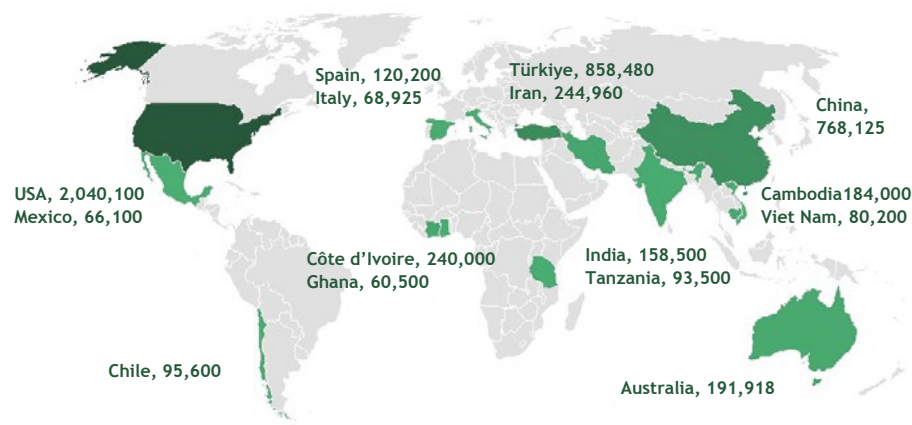 Spain, 120,200
Italy, 68,925
Türkiye, 858,480
Iran, 244,960
China,
768,125
USA, 2,040,100
Mexico, 66,100
Cambodia184,000
Viet Nam, 80,200
Côte d’Ivoire, 240,000
Ghana, 60,500
India, 158,500
Tanzania, 93,500
Chile, 95,600
Australia, 191,918